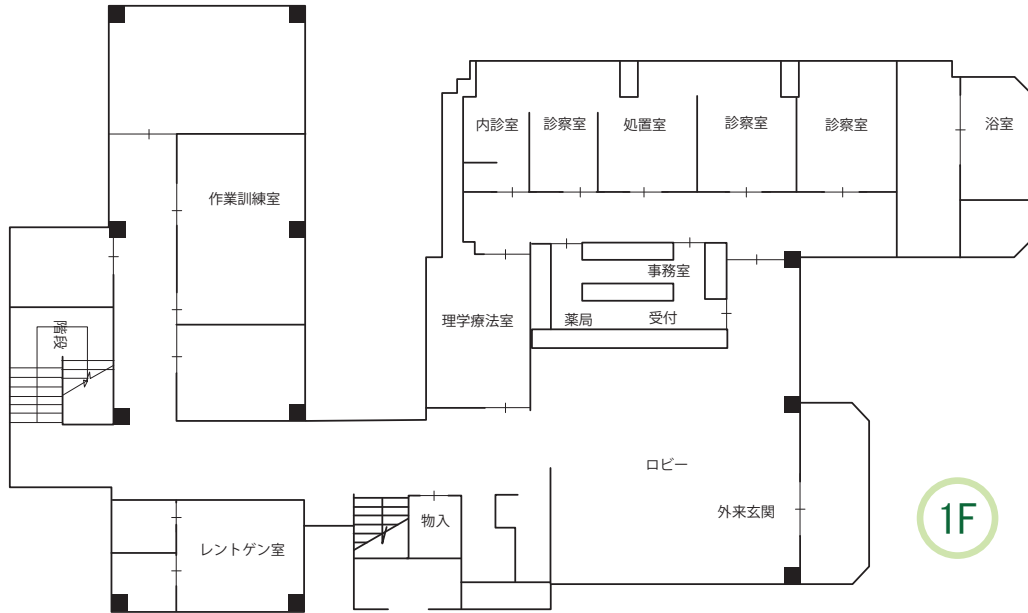 内診室
診察室
処置室
診察室
診察室
浴室
作業訓練室
事務室
理学療法室
薬局
受付
階段
ロビー
外来玄関
物入
レントゲン室
1F